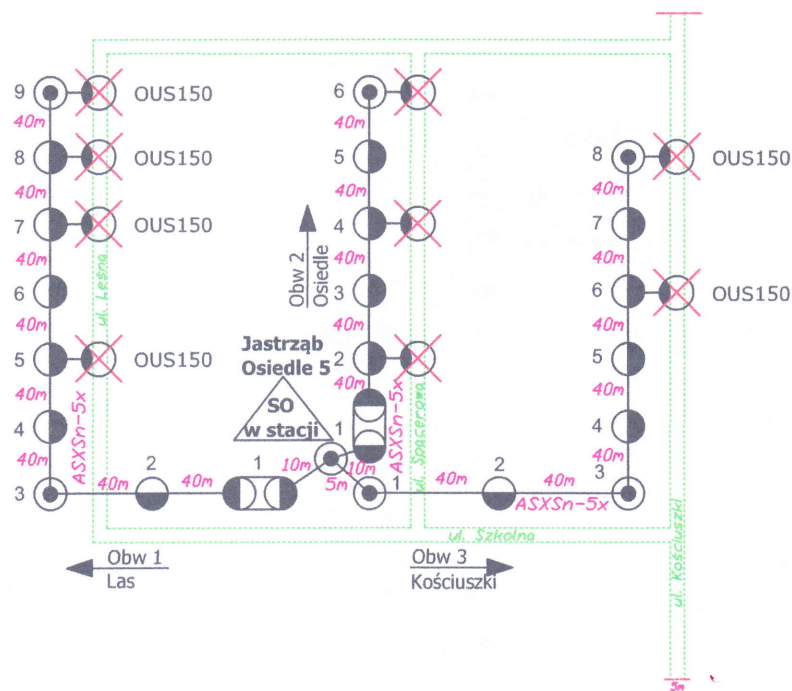 9
OUS150
6
40m
40m
8
OUS150
5
8
OUS150
40m
40m
40m
7
OUS150
4
7
40m
40m
40m
Obw 2
Osiedle
6
3
6
OUS150
ul. Leśna
40m
40m
40m
5
OUS150
Jastrząb
Osiedle 5
2
5
40m
40m
40m
SO
w stacji
4
1
4
ASXSn-5x
ASXSn-5x
ul. Spacerowa
40m
40m
3
40m
2
40m
1
10m
10m
5m
1
40m
2
40m
3
ASXSn-5x
ul. Szkolna
ul. Kościuszki
Obw 1
Las
Obw 3
Kościuszki
5m